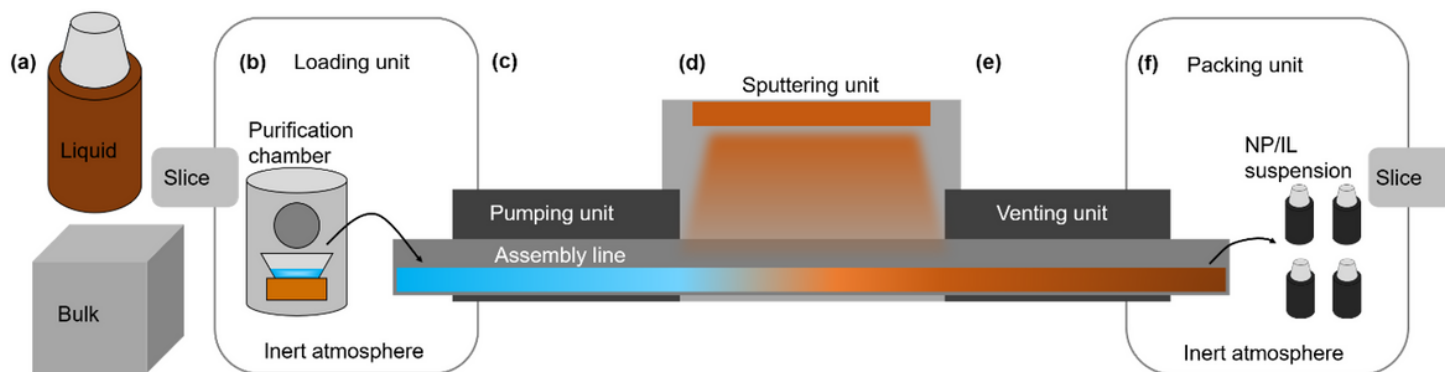 (a)
Liquid
Bulk
Slice
(b)
Loading unit
Purification
chamber
Inert atmosphere
(c)
Pumping unit
Assembly line
(d)
Sputtering unit
(e)
Venting unit
(f)
Packing unit
NP/IL
suspension
Slice
Inert atmosphere